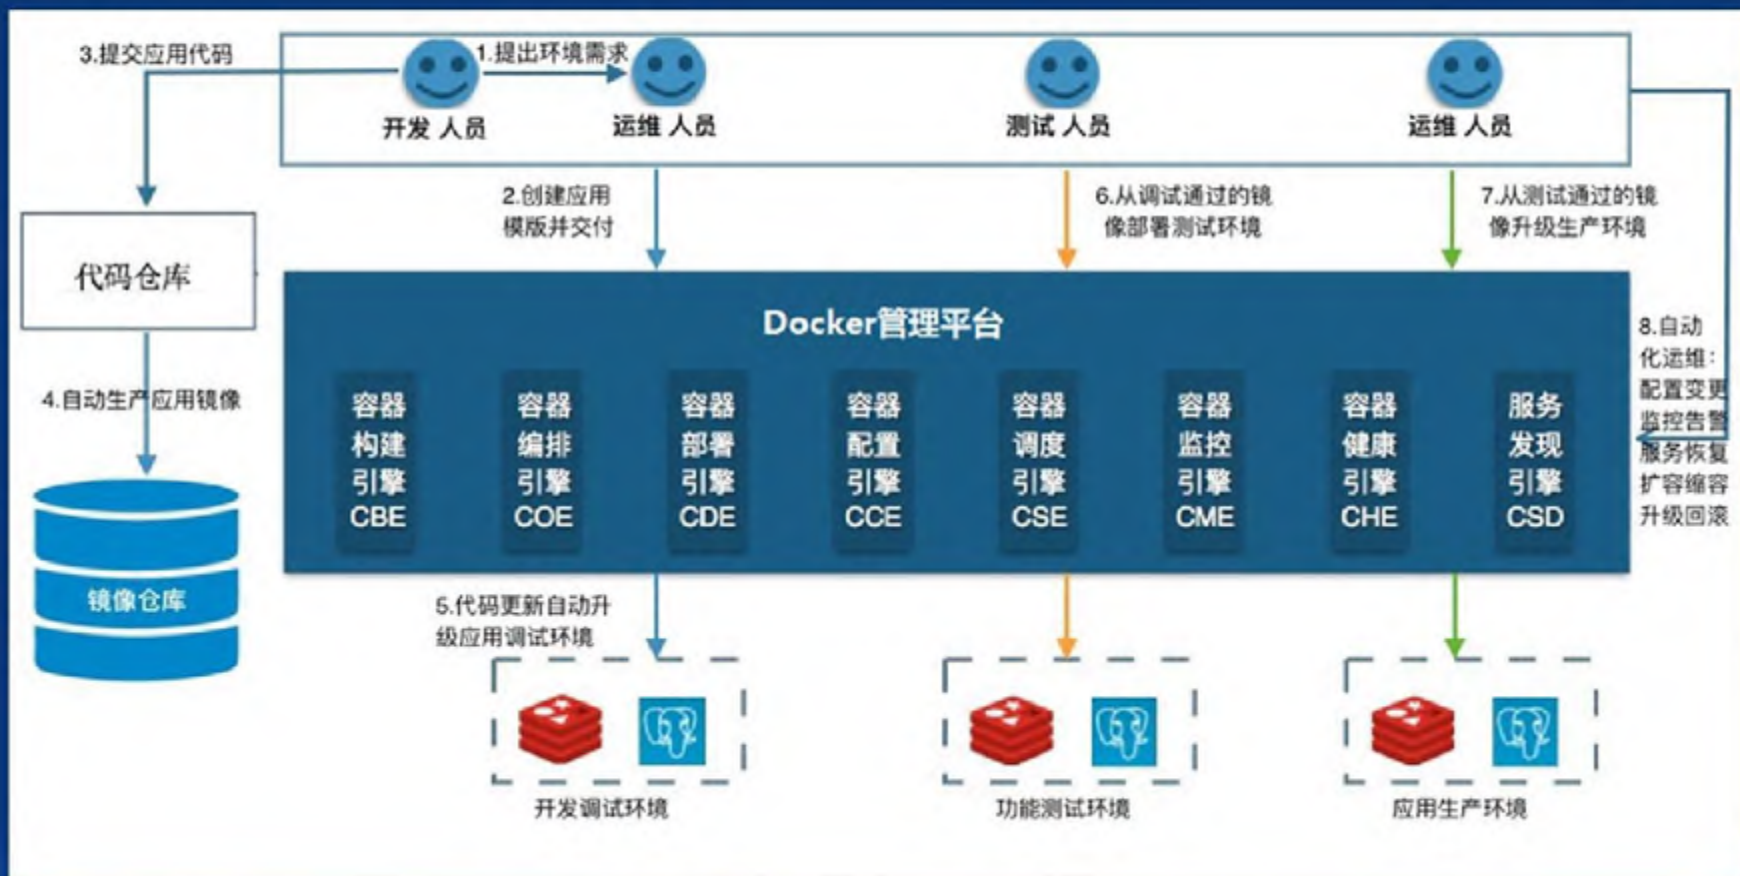 3.提交应用代码
1.提出环境需求
开发 人员
运维 人员
测试 人员
运维 人员
2.创建应用
模版并交付
6.从调试通过的镜
像部署测试环境
7.从测试通过的镜
像升级生产环境
代码仓库
Docker管理平台
4.自动生产应用镜像
容器
构建
引擎
CBE
容器
编排
引擎
COE
容器
部署
引擎
CDE
容器
配置
引擎
CCE
容器
调度
引擎
CSE
容器
监控
引擎
CME
容器
健康
引擎
CHE
服务
发现
引擎
CSD
8.自动
化运维：
配置变更
监控告警
服务恢复
扩容缩容
升级回滚
镜像仓库
5.代码更新自动升
级应用调试环境
开发调试环境
功能测试环境
应用生产环境